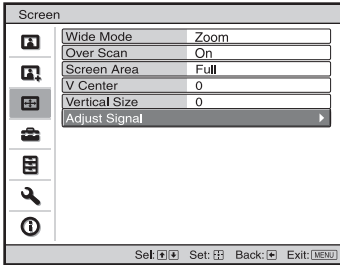 Screen
Wide Mode Zoom
Over Scan On
Screen Area Full
V Center 0
Vertical Size 0
Adjust Signal
Sel: Set: Back: Exit: MENU